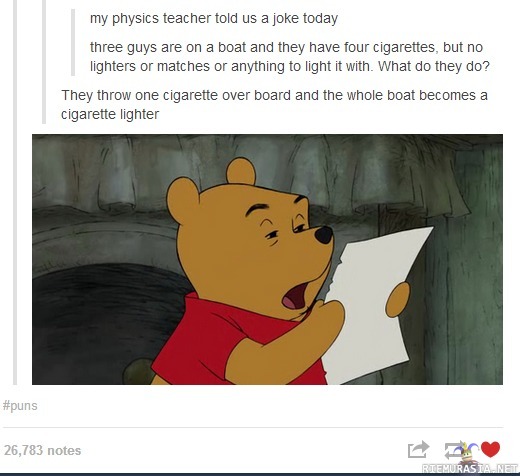 my physics teacher told us a joke today
three guys are on a boat and they have four cigarettes, but no
lighters or matches or anything to light it with. What do they do?
They throw one cigarette over board and the whole boat becomes a
cigarette lighter
#puns
26,783 notes
RIEMURASIA.NET